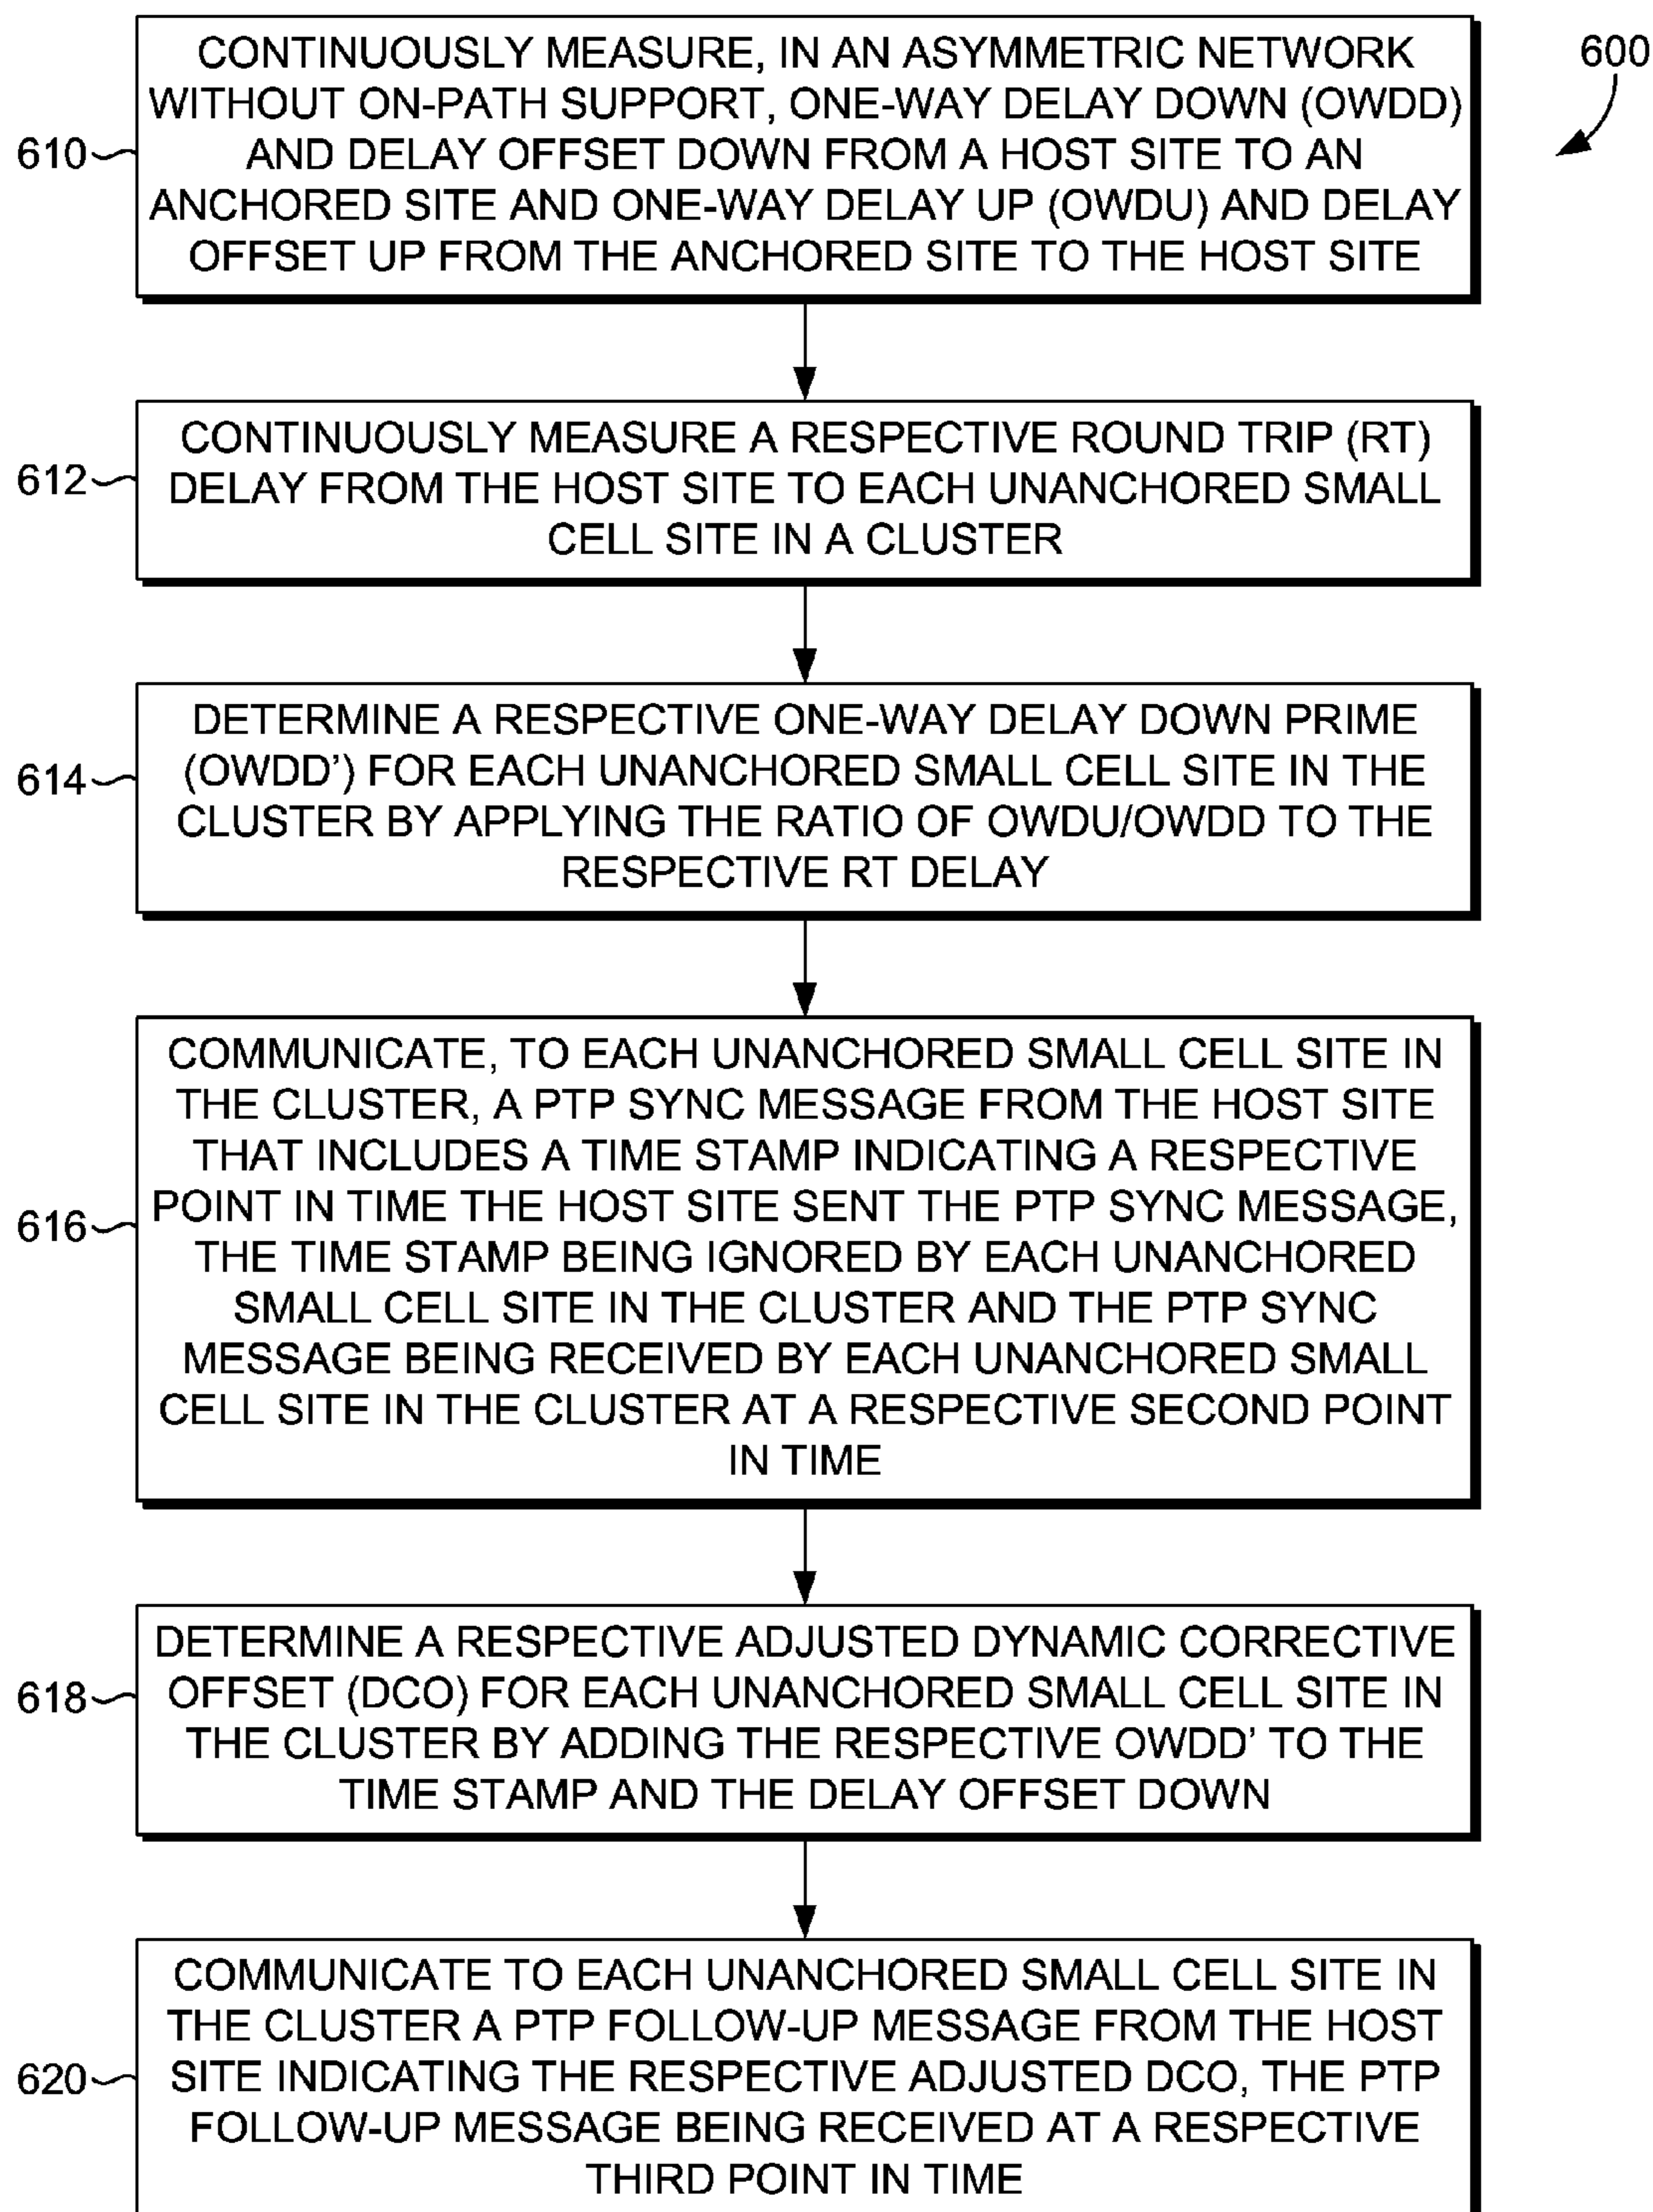 600
610
CONTINUOUSLY MEASURE, IN AN ASYMMETRIC NETWORK
WITHOUT ON-PATH SUPPORT, ONE-WAY DELAY DOWN (OWDD)
AND DELAY OFFSET DOWN FROM A HOST SITE TO AN
ANCHORED SITE AND ONE-WAY DELAY UP (OWDU) AND DELAY
OFFSET UP FROM THE ANCHORED SITE TO THE HOST SITE
612
CONTINUOUSLY MEASURE A RESPECTIVE ROUND TRIP (RT)
DELAY FROM THE HOST SITE TO EACH UNANCHORED SMALL
CELL SITE IN A CLUSTER
614
DETERMINE A RESPECTIVE ONE-WAY DELAY DOWN PRIME
(OWDD') FOR EACH UNANCHORED SMALL CELL SITE IN THE
CLUSTER BY APPLYING THE RATIO OF OWDU/OWDD TO THE
RESPECTIVE RT DELAY
616
COMMUNICATE, TO EACH UNANCHORED SMALL CELL SITE IN
THE CLUSTER, A PTP SYNC MESSAGE FROM THE HOST SITE
THAT INCLUDES A TIME STAMP INDICATING A RESPECTIVE
POINT IN TIME THE HOST SITE SENT THE PTP SYNC MESSAGE,
THE TIME STAMP BEING IGNORED BY EACH UNANCHORED
SMALL CELL SITE IN THE CLUSTER AND THE PTP SYNC
MESSAGE BEING RECEIVED BY EACH UNANCHORED SMALL
CELL SITE IN THE CLUSTER AT A RESPECTIVE SECOND POINT
IN TIME
618
DETERMINE A RESPECTIVE ADJUSTED DYNAMIC CORRECTIVE
OFFSET (DCO) FOR EACH UNANCHORED SMALL CELL SITE IN
THE CLUSTER BY ADDING THE RESPECTIVE OWDD' TO THE
TIME STAMP AND THE DELAY OFFSET DOWN
620
COMMUNICATE TO EACH UNANCHORED SMALL CELL SITE IN
THE CLUSTER A PTP FOLLOW-UP MESSAGE FROM THE HOST
SITE INDICATING THE RESPECTIVE ADJUSTED DCO, THE PTP
FOLLOW-UP MESSAGE BEING RECEIVED AT A RESPECTIVE
THIRD POINT IN TIME